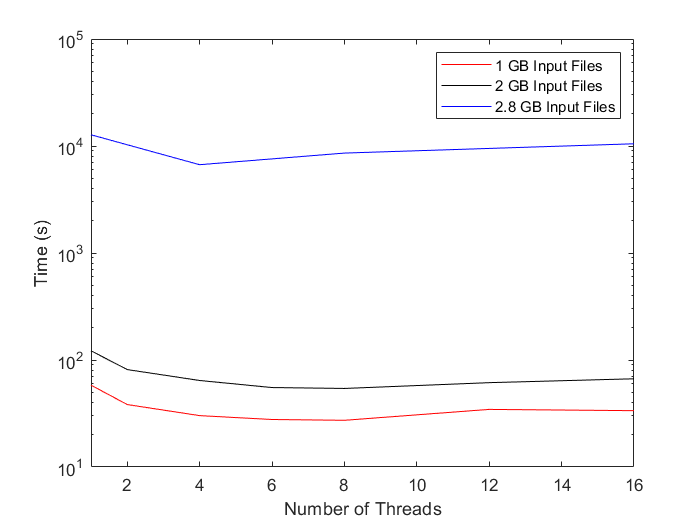 10^5
10^4
10^3
10^2
10^1
Time (s)
1 GB Input Files
2 GB Input Files
2.8 GB Input Files
2 4 6 8 10 12 14 16
Number of Threads